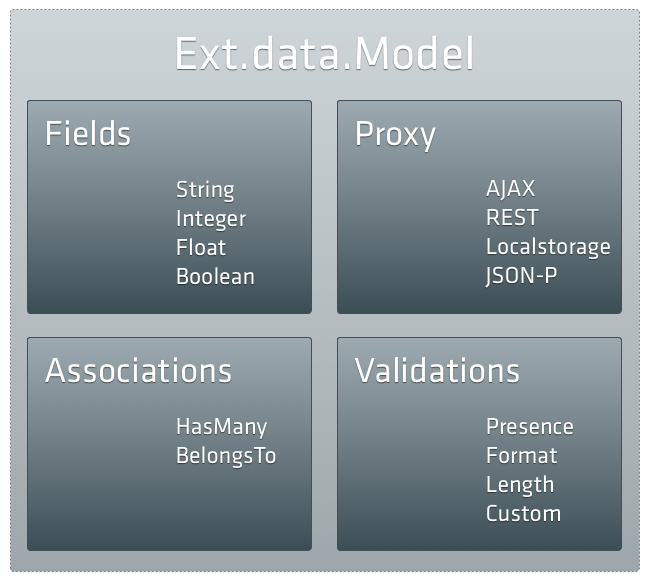 Ext.data.Model
Fields
String
Integer
Float
Boolean
Proxy
AJAX
REST
Localstorage
JSON-P
Associations
HasMany
BelongsTo
Validations
Presence
Format
Length
Custom